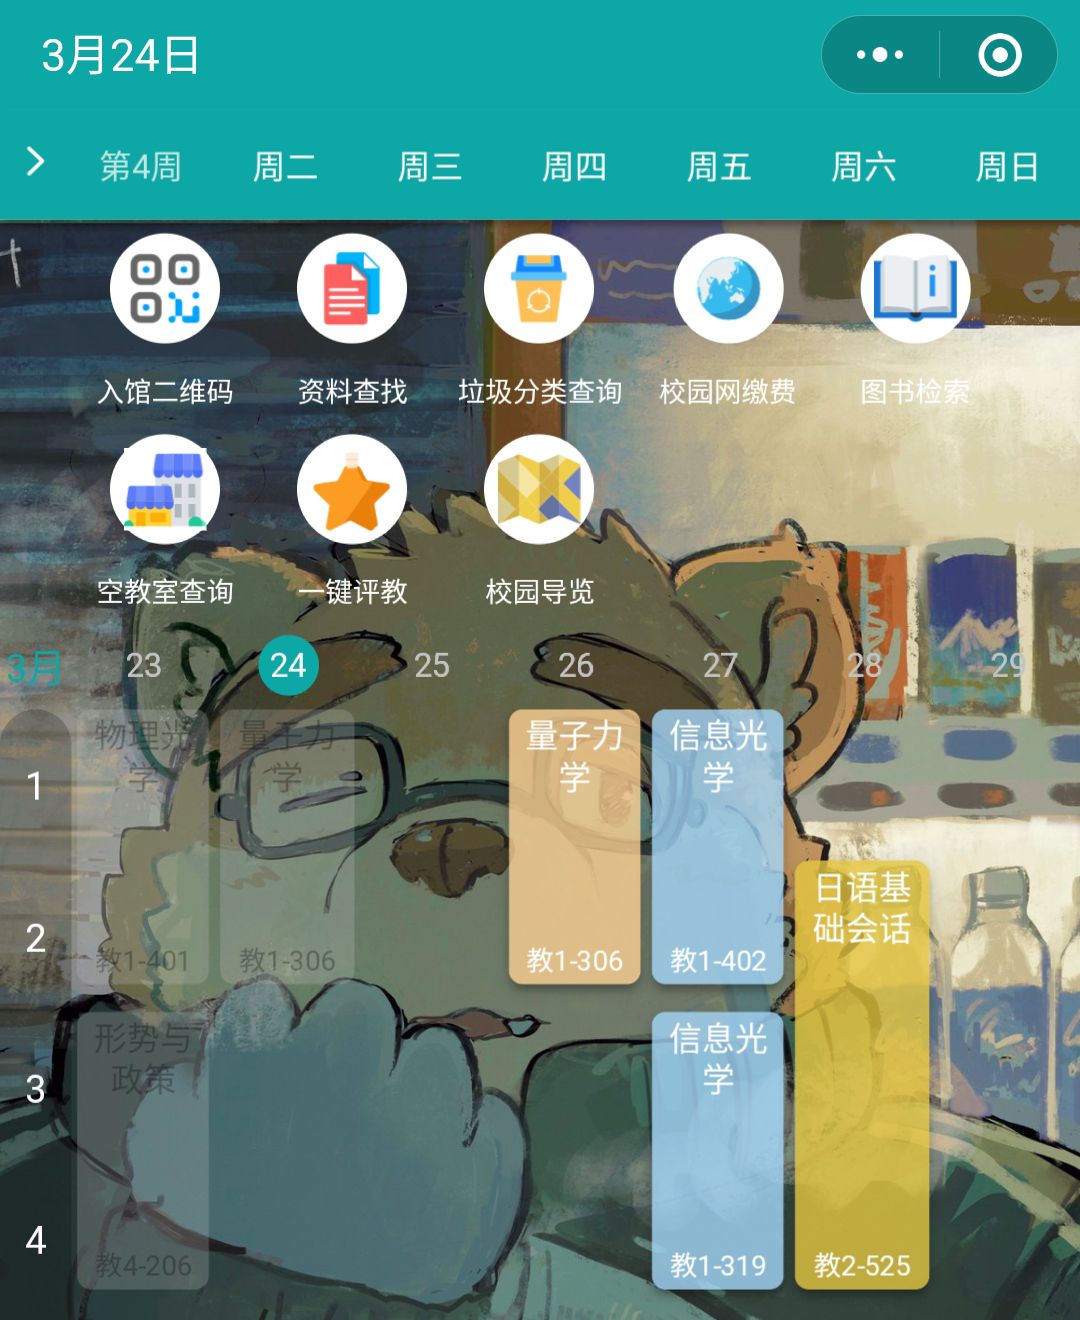 3月24日
第4周 周二 周三 周四 周五 周六 周日
入馆二维码 资料查找 垃圾分类查询 校园网缴费 图书检索
空教室查询 一键评教 校园导览
3月 23 24 25 26 27 28 29
物理光 量子力 量子力 信息光
学 学 学 学
1
日语基
础会话
2
教1-401 教1-306 教1-306 教1-402
形势与 信息光
政策 学
3
4
教4-206 教1-319 教2-525